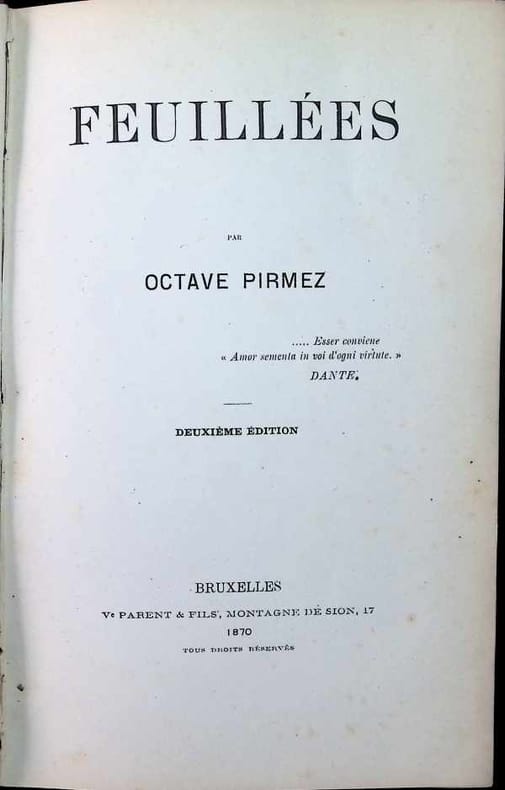 FEUILLÉES
PAR
OCTAVE PIRMEZ
..... Esser conviene
« Amor sementa in voi d'ogni virtute. »
DANTE.
DEUXIÈME ÉDITION
BRUXELLES
Ve PARENT & FILS, MONTAGNE DE SION, 17
1870
TOUS DROITS RÉSERVÉS